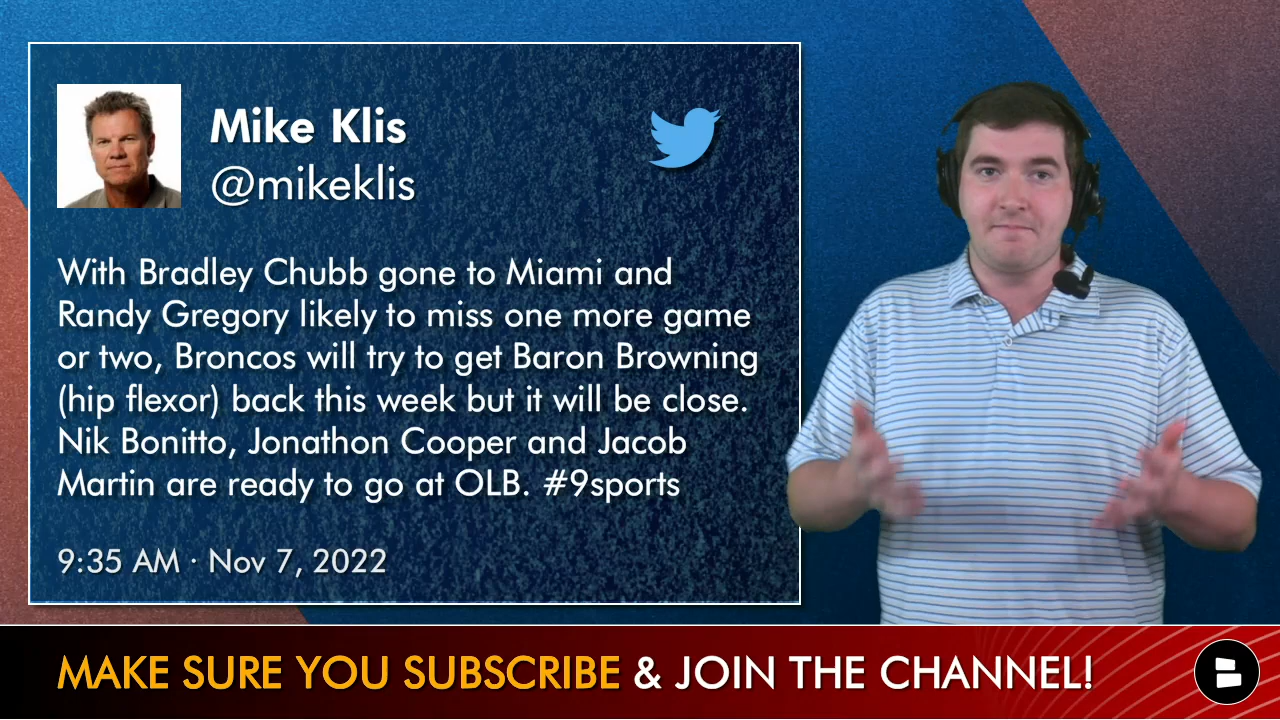 Mike Klis
@mikeklis
With Bradley Chubb gone to Miami and
Randy Gregory likely to miss one more game
or two, Broncos will try to get Baron Browning
(hip flexor) back this week but it will be close.
Nik Bonitto, Jonathon Cooper and Jacob
Martin are ready to go at OLB. #9sports
9:35 AM · Nov 7, 2022
MAKE SURE YOU SUBSCRIBE & JOIN THE CHANNEL!